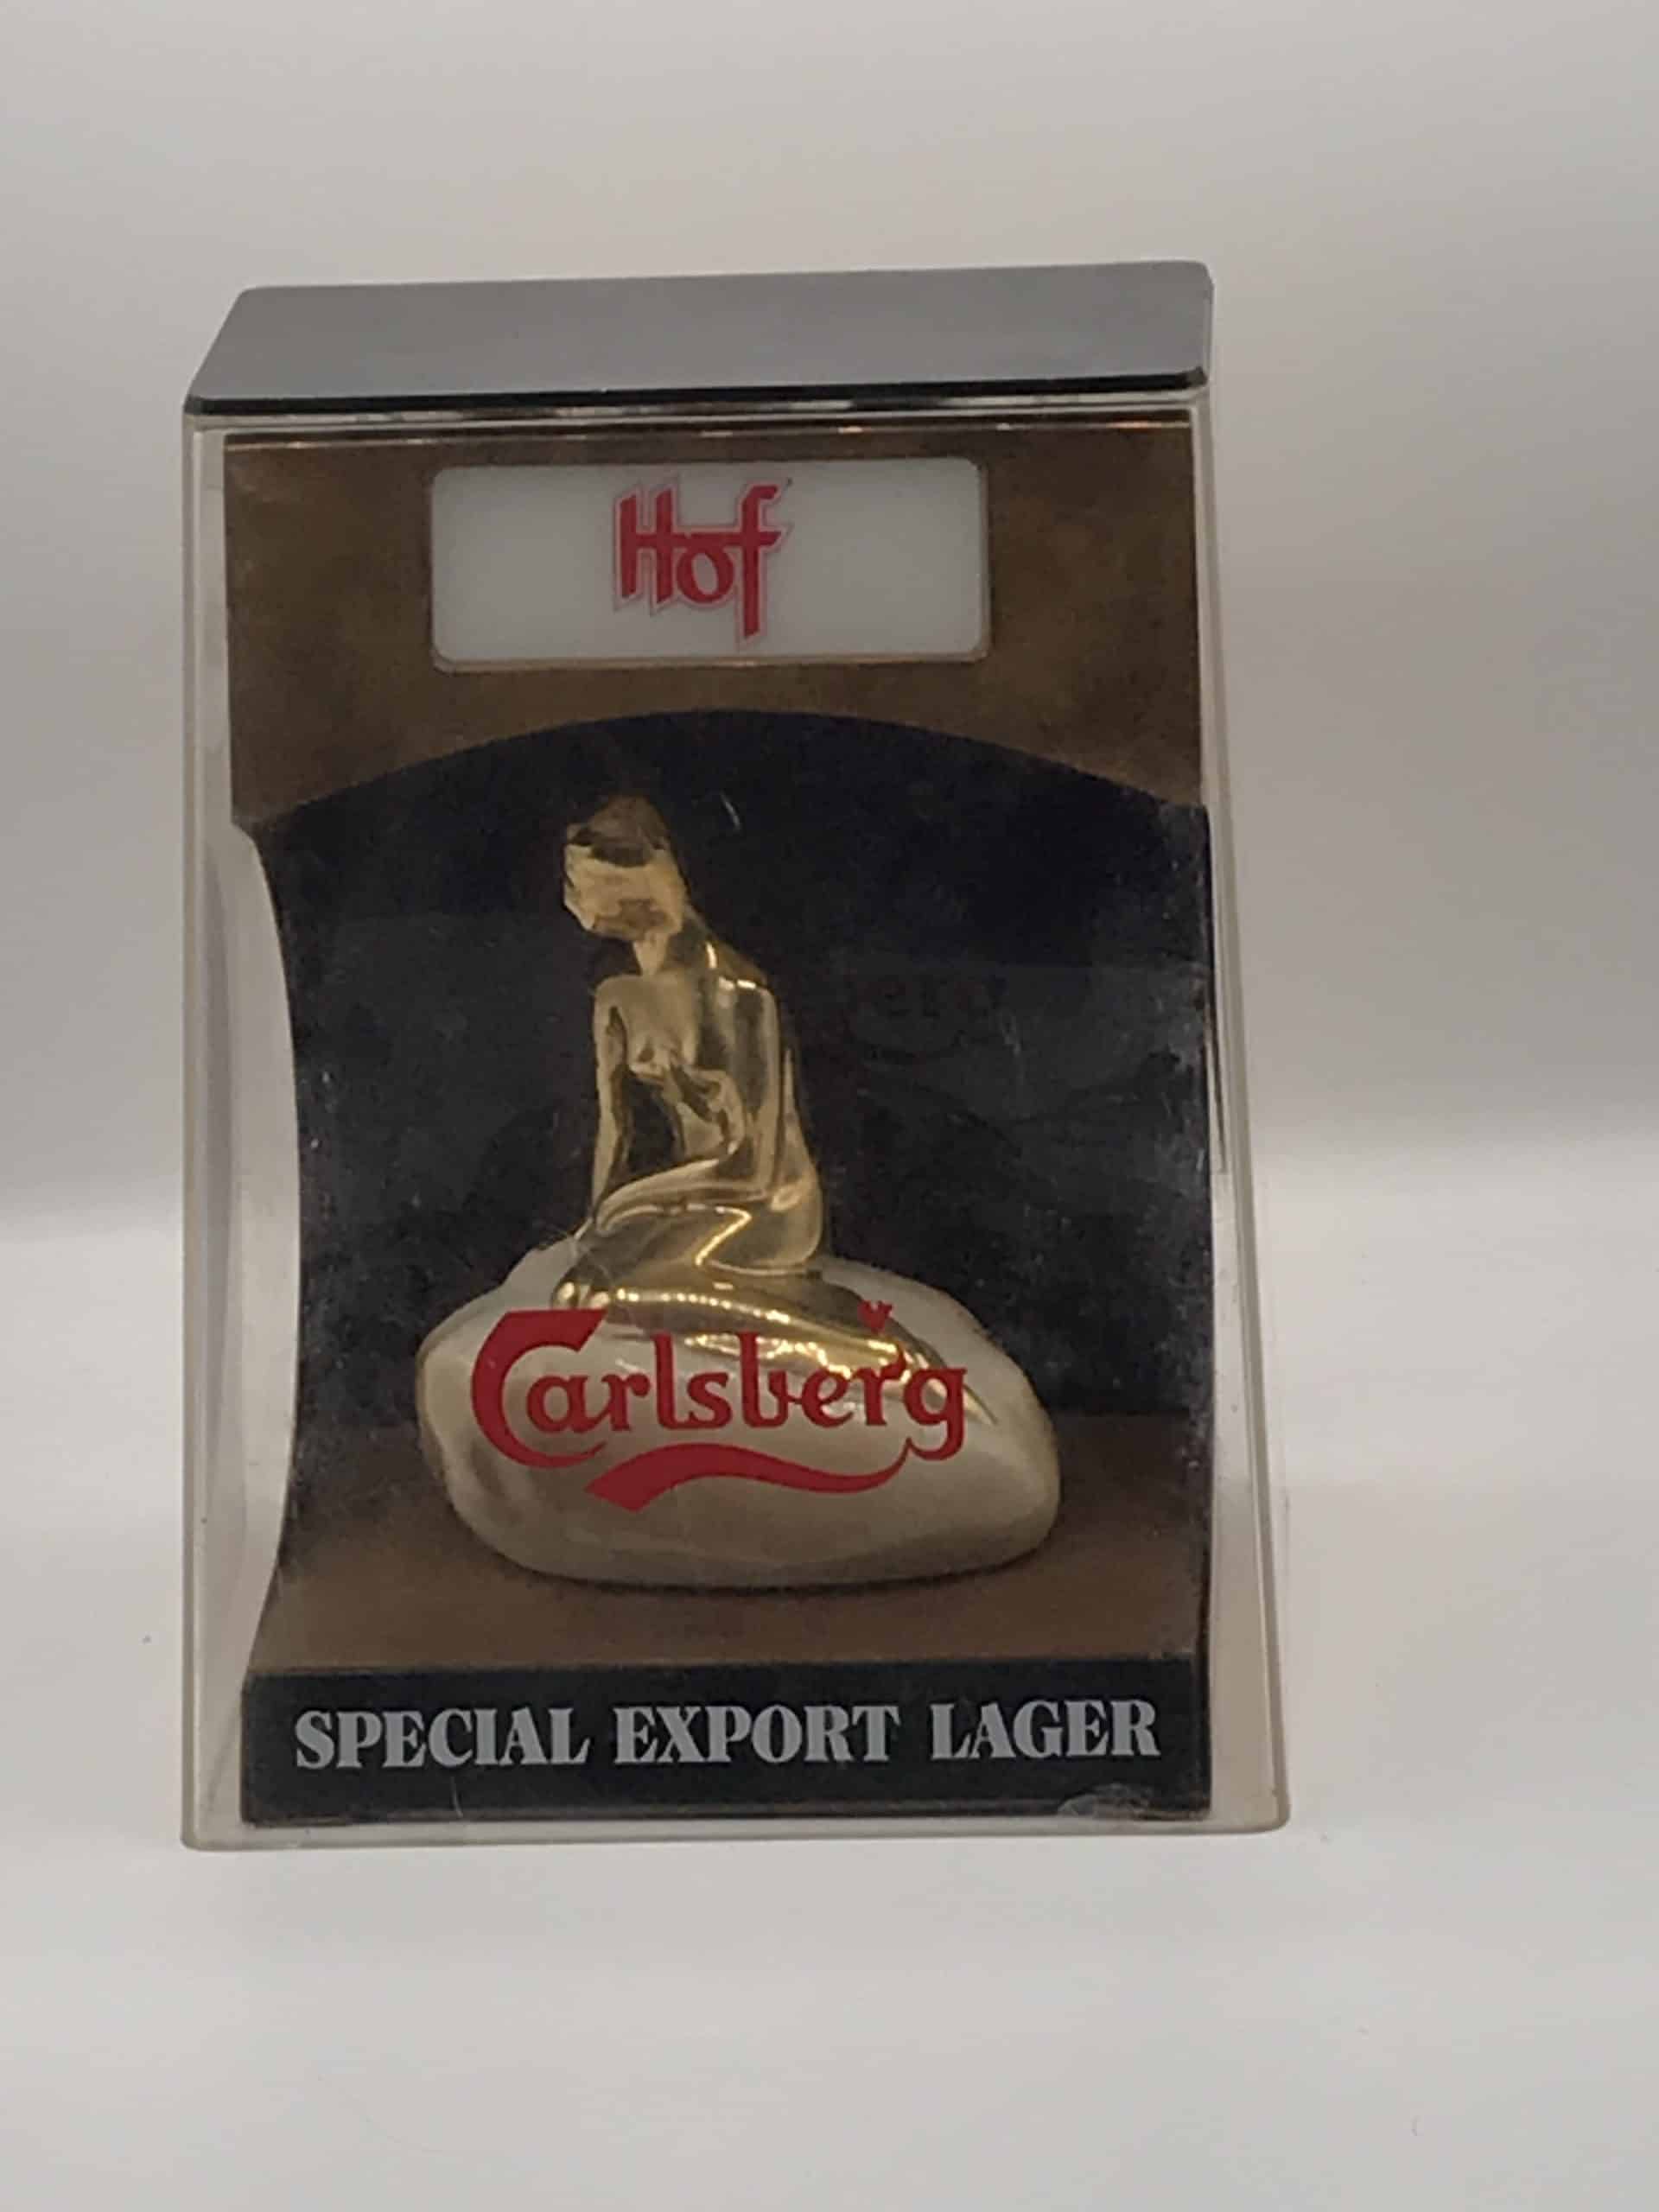 Hof
Carlsberg
SPECIAL EXPORT LAGER